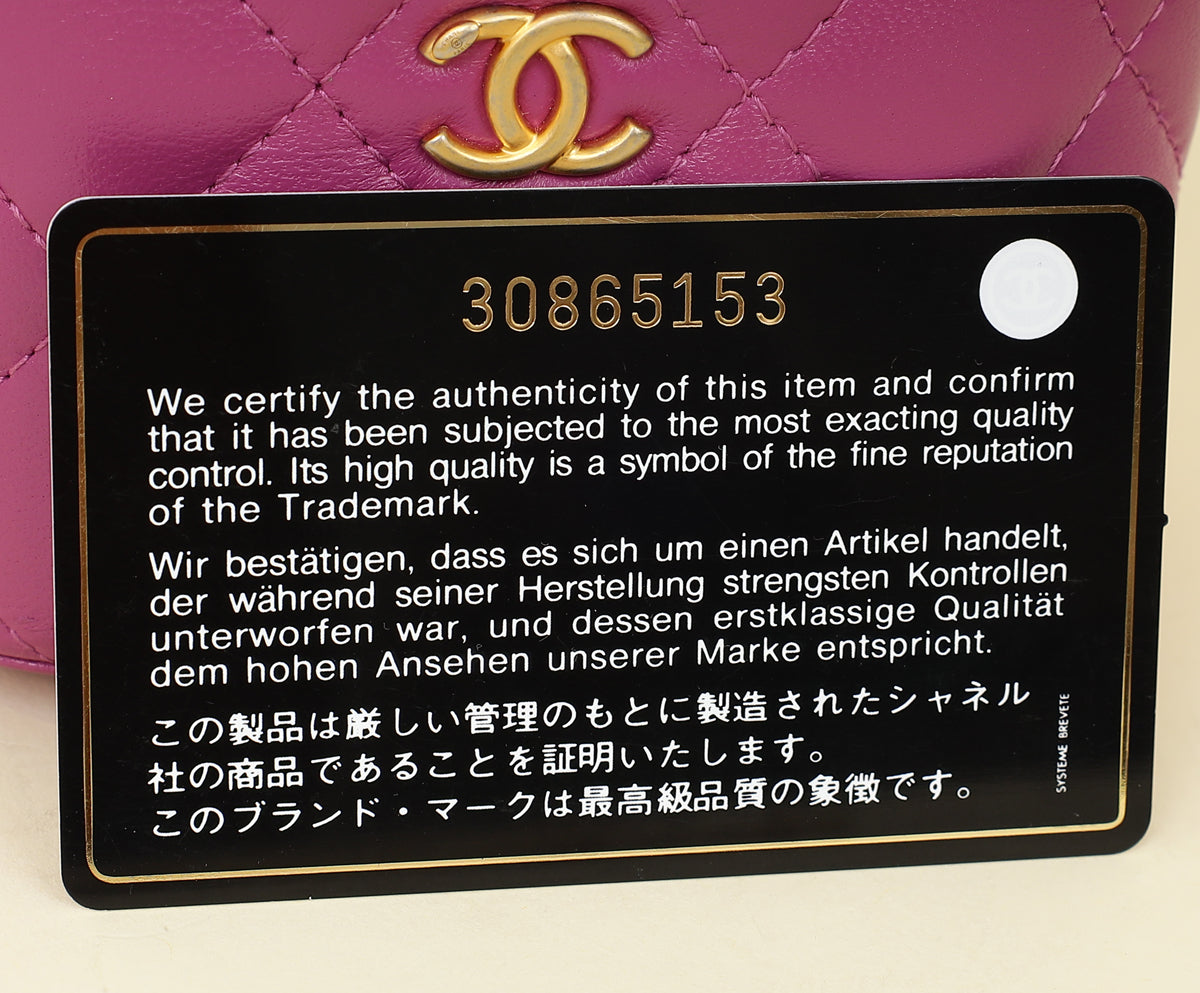 30865153
We certify the authenticity of this item and confirm
that it has been subjected to the most exacting quality
control. Its high quality is a symbol of the fine reputation
of the Trademark.
Wir bestätigen, dass es sich um einen Artikel handelt,
der während seiner Herstellung strengsten Kontrollen
unterworfen war, und dessen erstklassige Qualität
dem hohen Ansehen unserer Marke entspricht.
この製品は厳しい管理のもとに製造されたシャネル
社の商品であることを証明いたします。
このブランド・マークは最高級品質の象徴です。
SYSTEME BREVETE